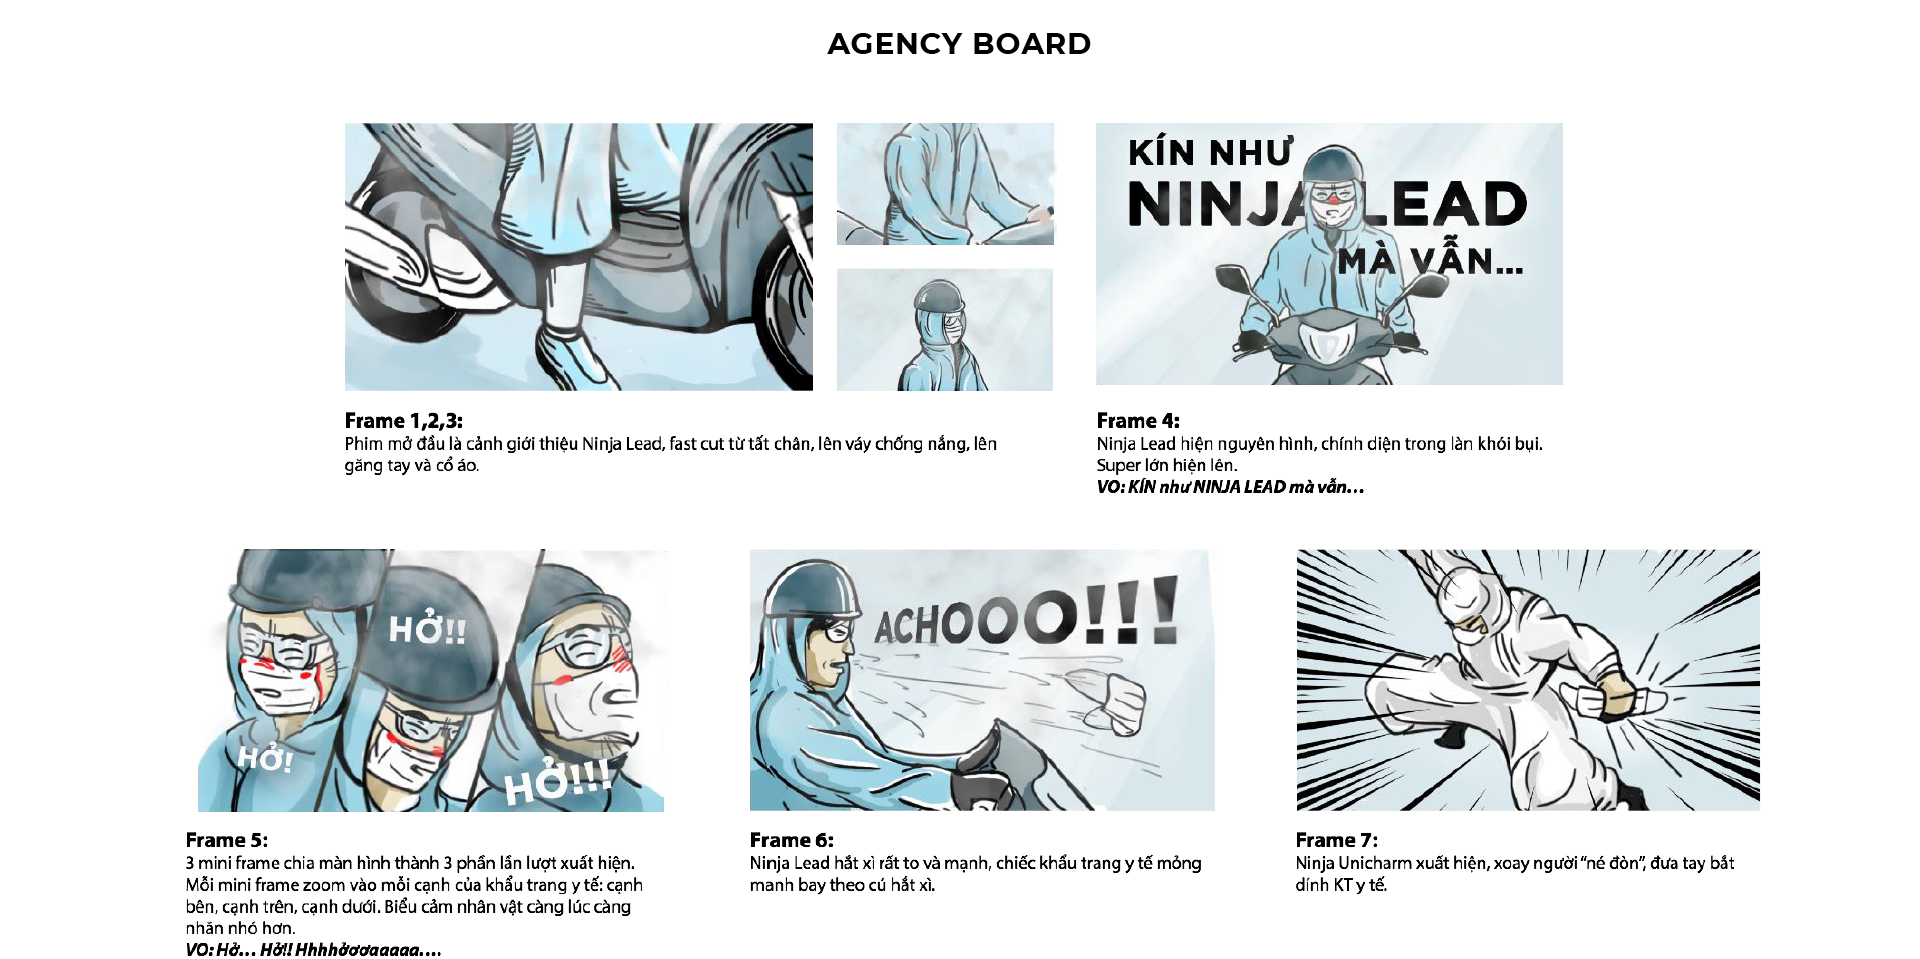 AGENCY BOARD
KÍN NHƯ
NINJA LEAD
MÀ VẪN...
Frame 1,2,3:
Phim mở đầu là cảnh giới thiệu Ninja Lead, fast cut từ tất chân, lên váy chống nắng, lên
găng tay và cổ áo.
Frame 4:
Ninja Lead hiện nguyên hình, chính diện trong làn khói bụi.
Super lớn hiện lên.
VO: KÍN như NINJA LEAD mà vẫn…
HỞ!
HỞ!!
HỞ!!!
ACHOOO!!!
Frame 5:
3 mini frame chia màn hình thành 3 phần lần lượt xuất hiện.
Mỗi mini frame zoom vào mỗi cạnh của khẩu trang y tế: cạnh
bên, cạnh trên, cạnh dưới. Biểu cảm nhân vật càng lúc càng
nhăn nhó hơn.
VO: Hở… Hở!! Hhhhởơơaaaaa….
Frame 6:
Ninja Lead hắt xì rất to và mạnh, chiếc khẩu trang y tế mỏng
manh bay theo cú hắt xì.
Frame 7:
Ninja Unicharm xuất hiện, xoay người “né đòn”, đưa tay bắt
dính KT y tế.